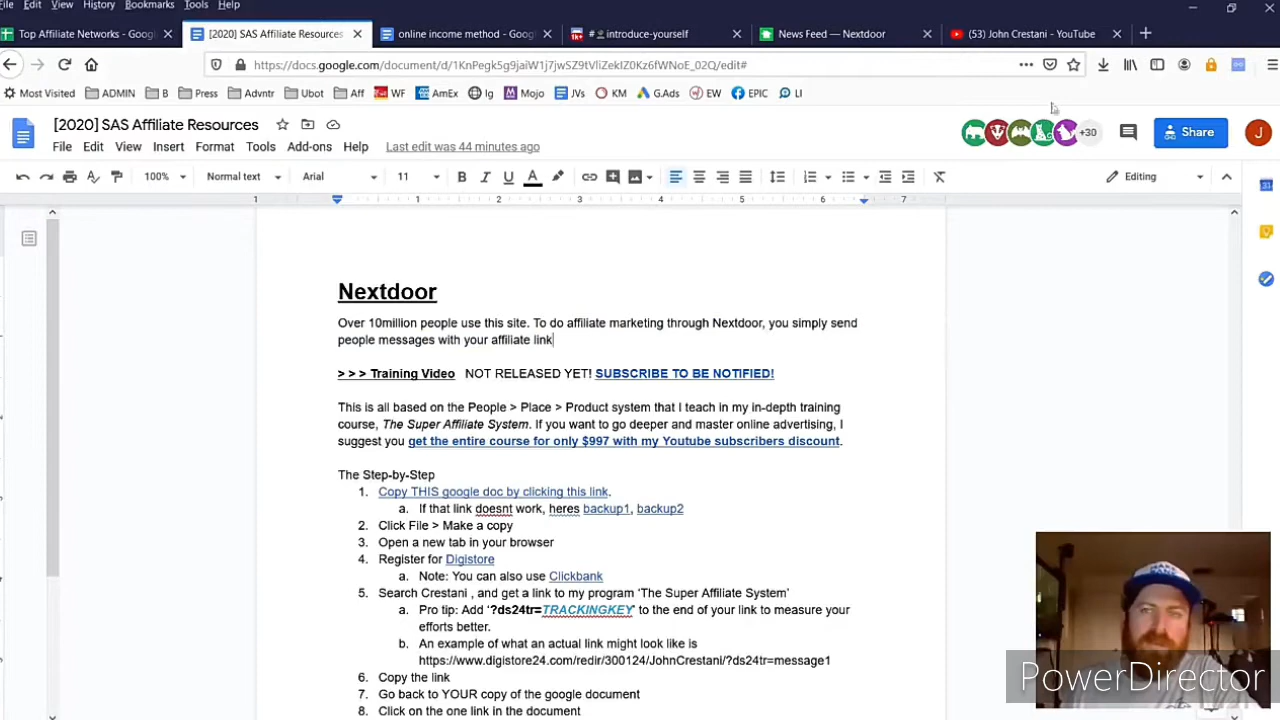 File Edit View History Bookmarks Tools Help
Top Affiliate Networks - Googl
[2020] SAS Affiliate Resources
online income method - Googl
#introduce-yourself
News Feed — Nextdoor
(53) John Crestani - YouTube
https://docs.google.com/document/d/1KnPegk5g9jaiW1j7jwSZ9tVliZeklZ0Kz6fWNoE_02Q/edit#
Most Visited ADMIN B Press Advntr Ubot Aff WF AmEx Ig Mojo JVs KM G.Ads EW EPIC LI
[2020] SAS Affiliate Resources
+30
Share
J
File Edit View Insert Format Tools Add-ons Help Last edit was 44 minutes ago
100% Normal text Arial 11 B I U A Editing
1 1 2 3 4 5 6 7
Nextdoor
Over 10million people use this site. To do affiliate marketing through Nextdoor, you simply send
people messages with your affiliate link
> > > Training Video NOT RELEASED YET! SUBSCRIBE TO BE NOTIFIED!
This is all based on the People > Place > Product system that I teach in my in-depth training
course, The Super Affiliate System. If you want to go deeper and master online advertising, I
suggest you get the entire course for only $997 with my Youtube subscribers discount.
The Step-by-Step
1. Copy THIS google doc by clicking this link.
a. If that link doesnt work, heres backup1, backup2
2. Click File > Make a copy
3. Open a new tab in your browser
4. Register for Digistore
a. Note: You can also use Clickbank
5. Search Crestani , and get a link to my program ‘The Super Affiliate System’
a. Pro tip: Add ‘?ds24tr=TRACKINGKEY’ to the end of your link to measure your
efforts better.
b. An example of what an actual link might look like is
https://www.digistore24.com/redir/300124/JohnCrestani/?ds24tr=message1
6. Copy the link
7. Go back to YOUR copy of the google document
8. Click on the one link in the document
PowerDirector